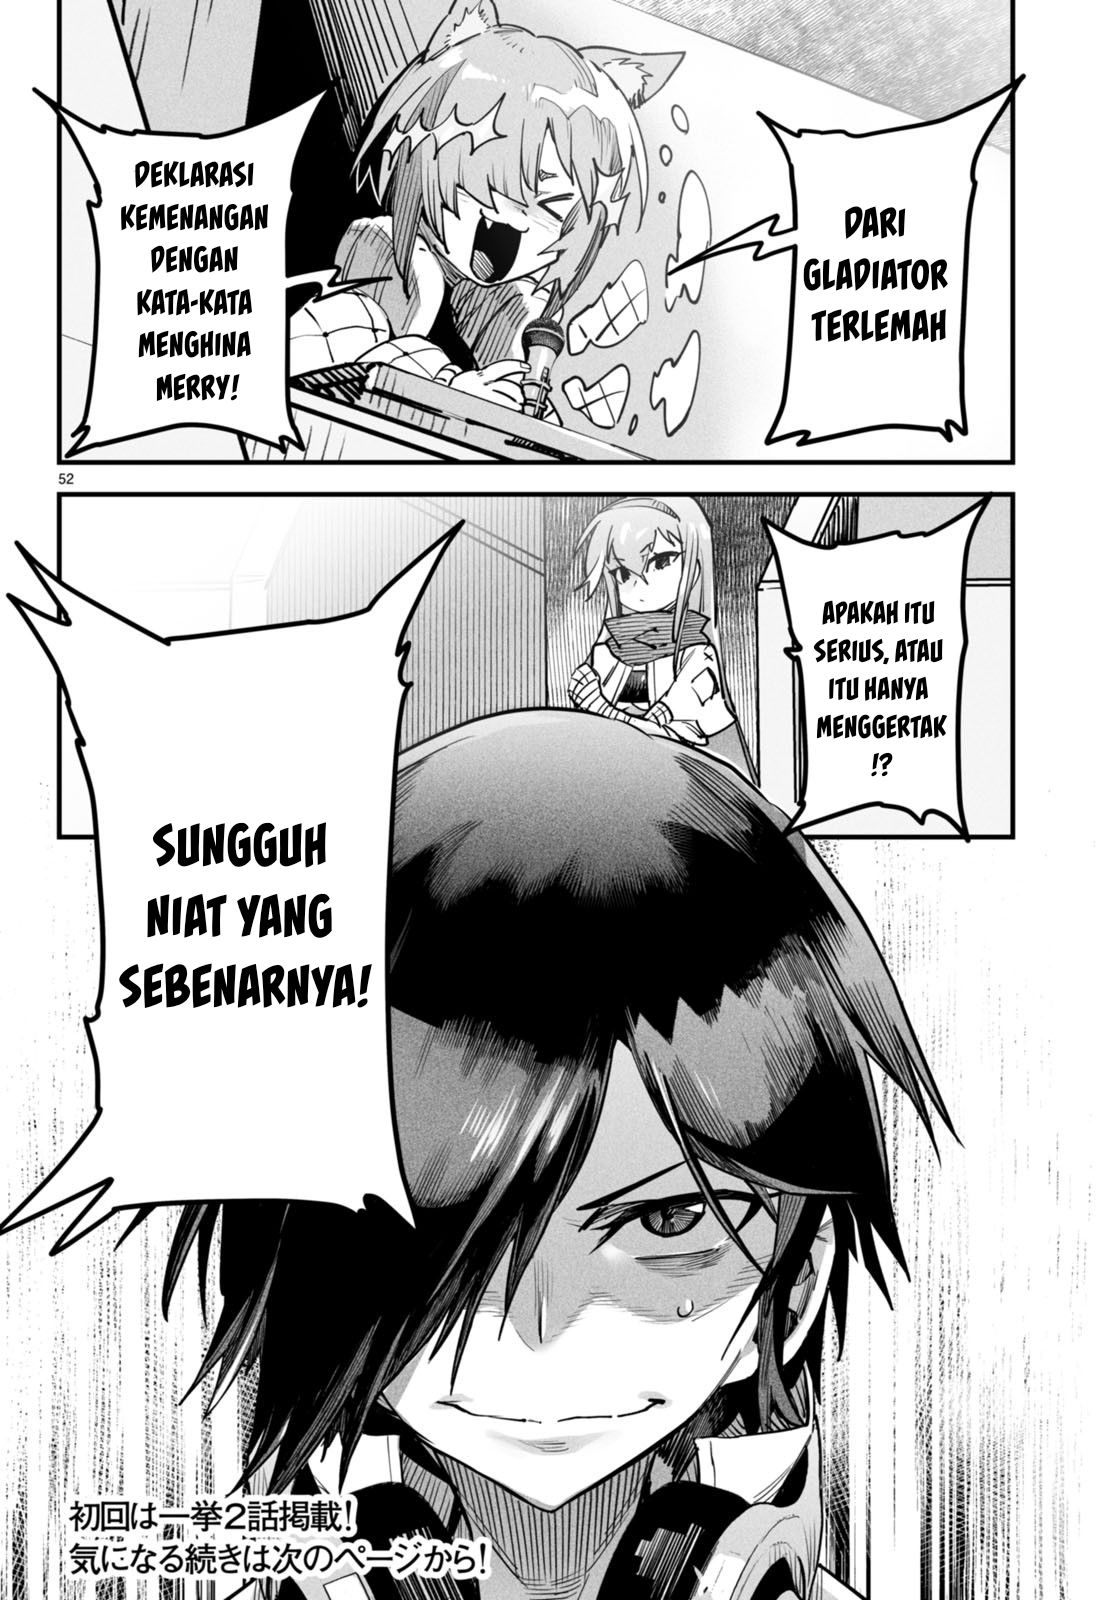 DARI
GLADIATOR
TERLEMAH
DEKLARASI
KEMENANGAN
DENGAN
KATA-KATA
MENGHINA
MERRY!
52
APAKAH ITU
SERIUS, ATAU
ITU HANYA
MENGGERTAK
!?
SUNGGUH
NIAT YANG
SEBENARNYA!
初回は一挙2話掲載!
気になる続きは次のページから!